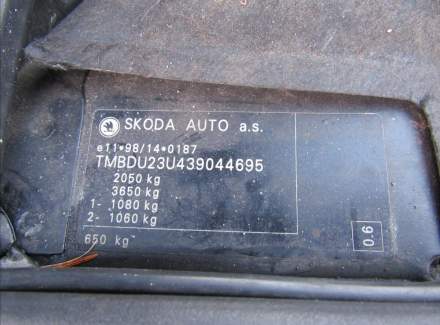 SKODA AUTO a.s.
e11*98/14*0187
TMBDU23U439044695
2050 kg
3650 kg
1- 1080 kg
2- 1060 kg
650 kg
0.6